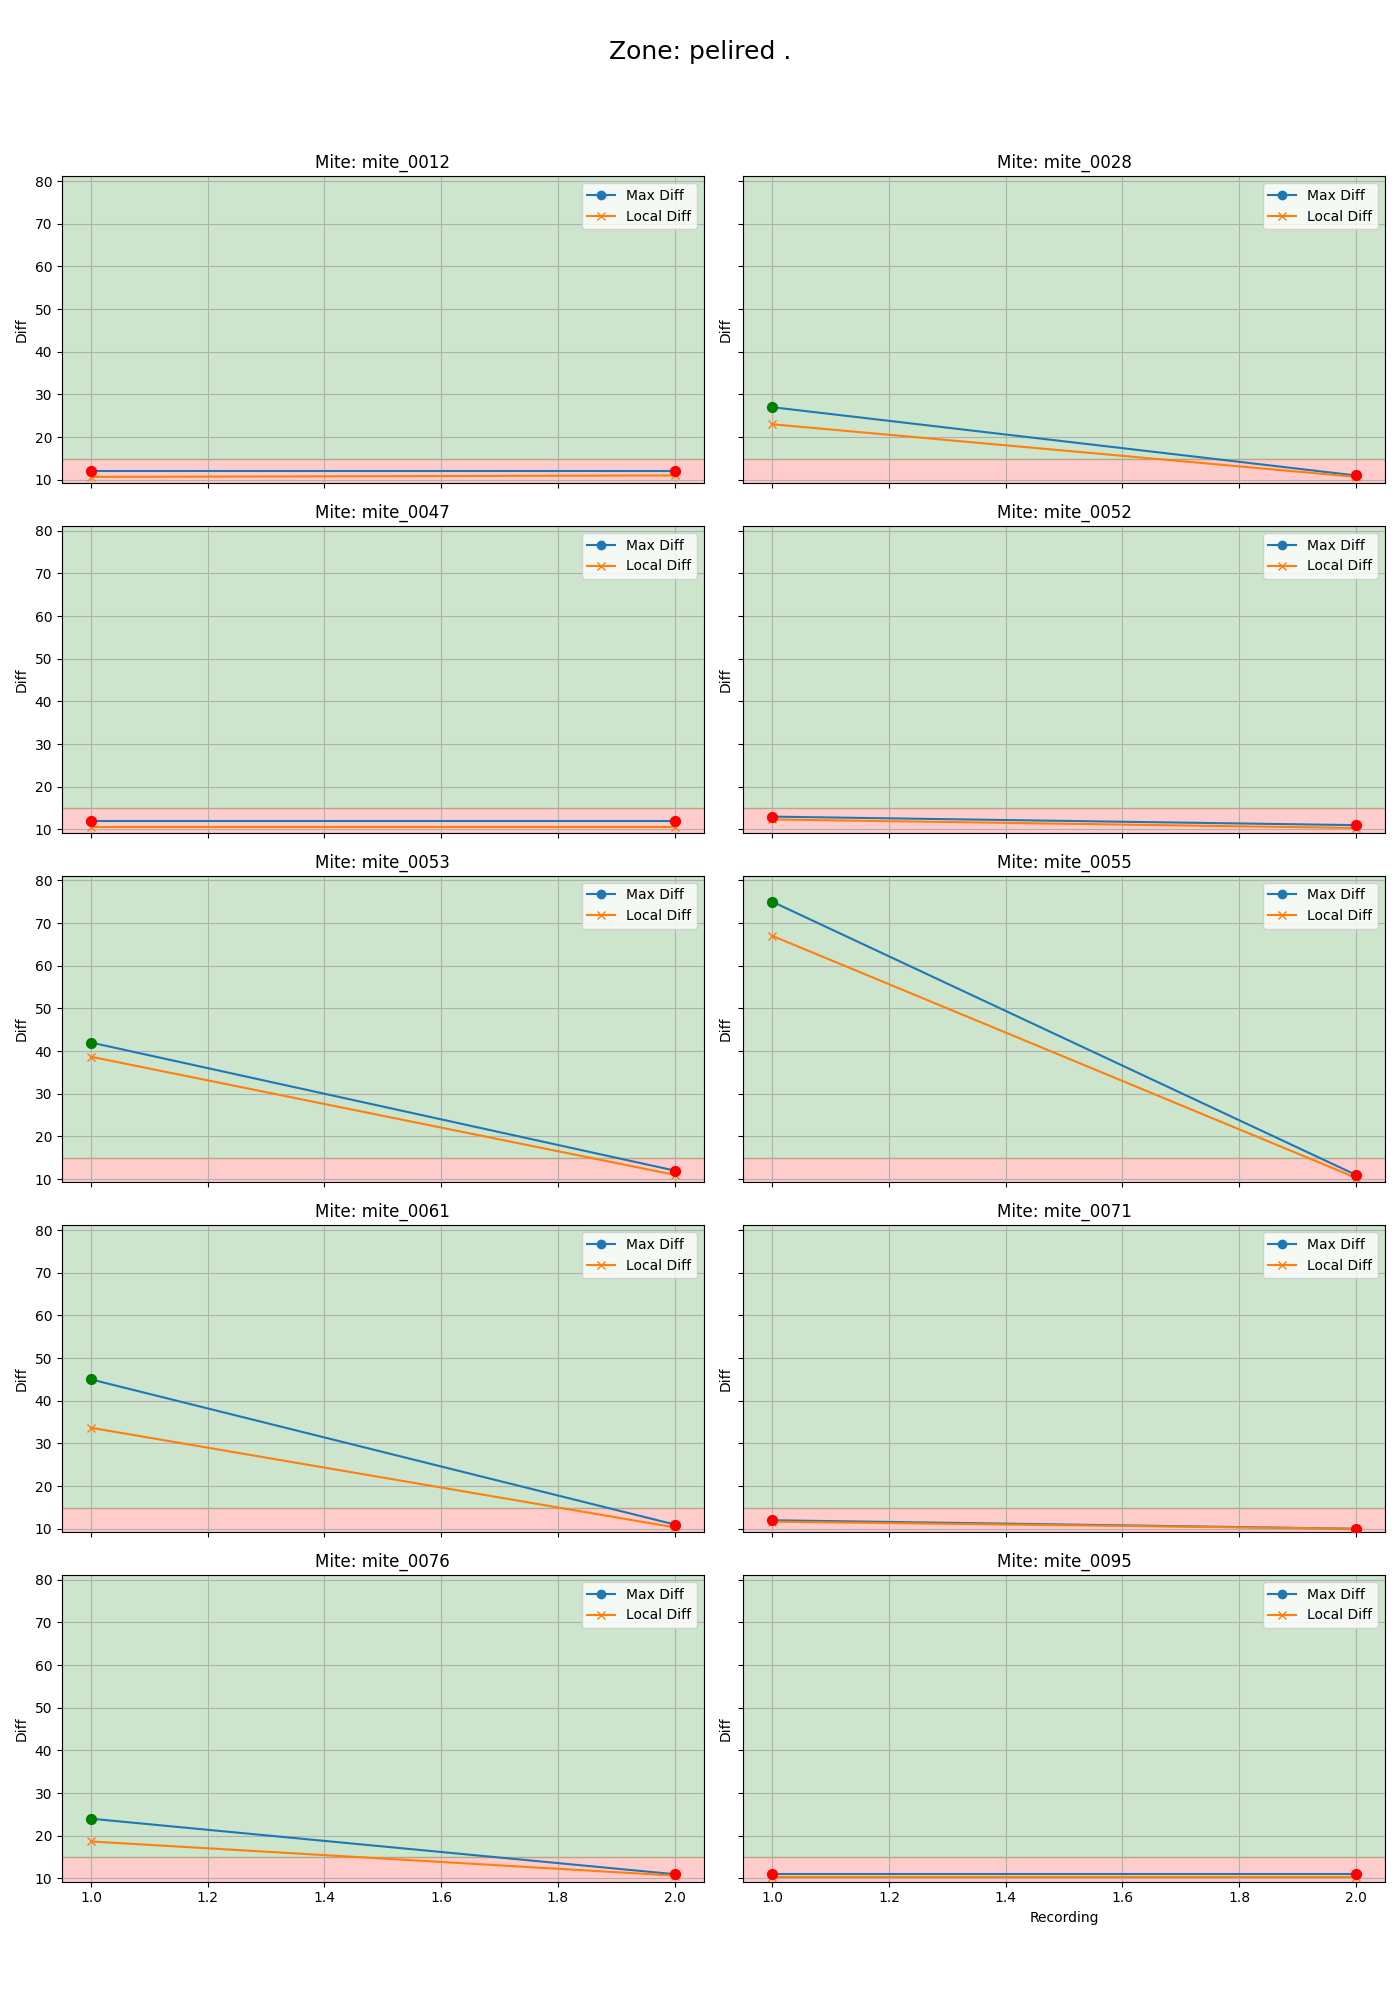 Zone: pelired .
Mite: mite_0012
80
70
60
50
40
30
20
10
Diff
Max Diff
Local Diff
Mite: mite_0028
Diff
Max Diff
Local Diff
Mite: mite_0047
80
70
60
50
40
30
20
10
Diff
Max Diff
Local Diff
Mite: mite_0052
Diff
Max Diff
Local Diff
Mite: mite_0053
80
70
60
50
40
30
20
10
Diff
Max Diff
Local Diff
Mite: mite_0055
Diff
Max Diff
Local Diff
Mite: mite_0061
80
70
60
50
40
30
20
10
Diff
Max Diff
Local Diff
Mite: mite_0071
Diff
Max Diff
Local Diff
Mite: mite_0076
80
70
60
50
40
30
20
10
Diff
Max Diff
Local Diff
1.0 1.2 1.4 1.6 1.8 2.0
Mite: mite_0095
Diff
Max Diff
Local Diff
1.0 1.2 1.4 1.6 1.8 2.0
Recording